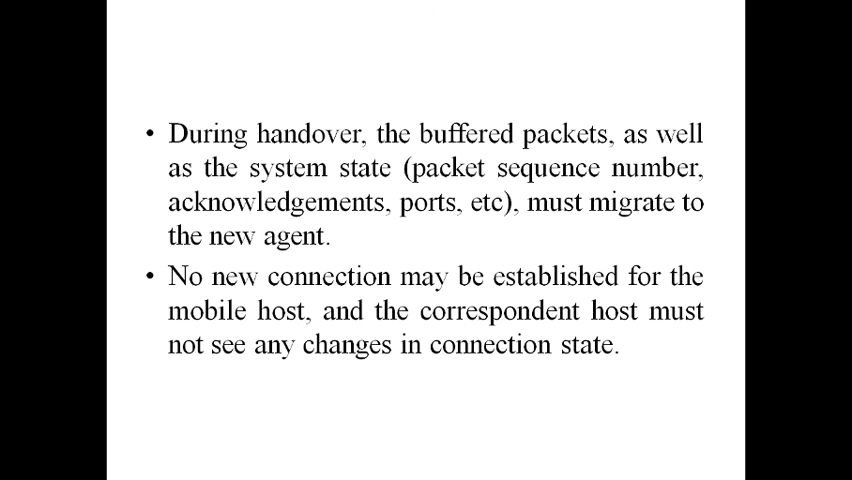 • During handover, the buffered packets, as well
as the system state (packet sequence number,
acknowledgements, ports, etc), must migrate to
the new agent.
• No new connection may be established for the
mobile host, and the correspondent host must
not see any changes in connection state.